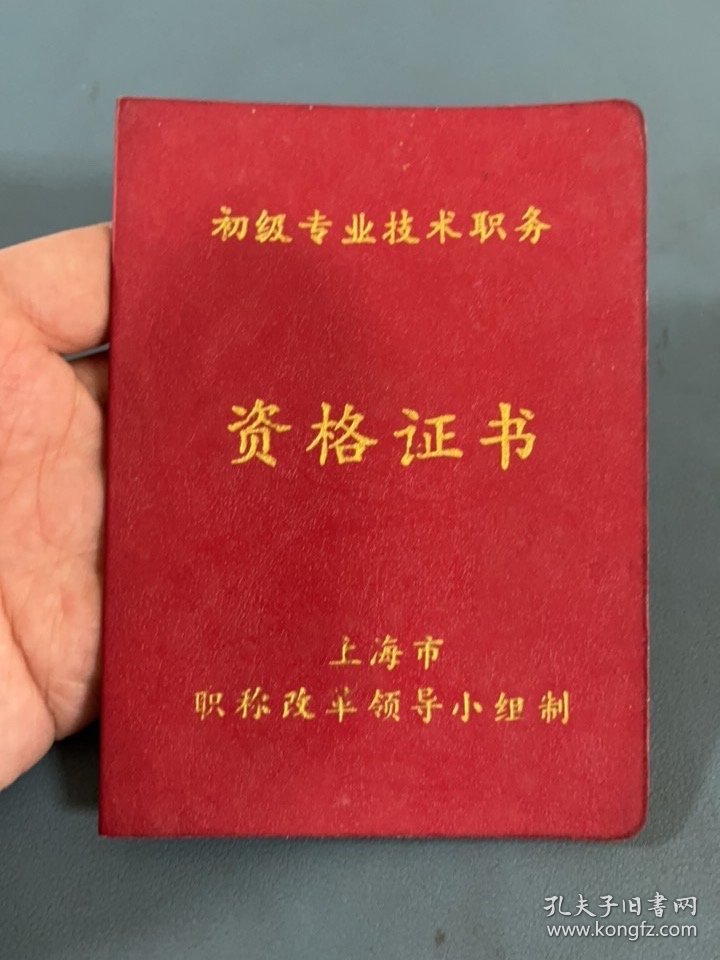 初级专业技术职务
资格证书
上海市
职称改革领导小组制
孔夫子旧书网
www.kongfz.com